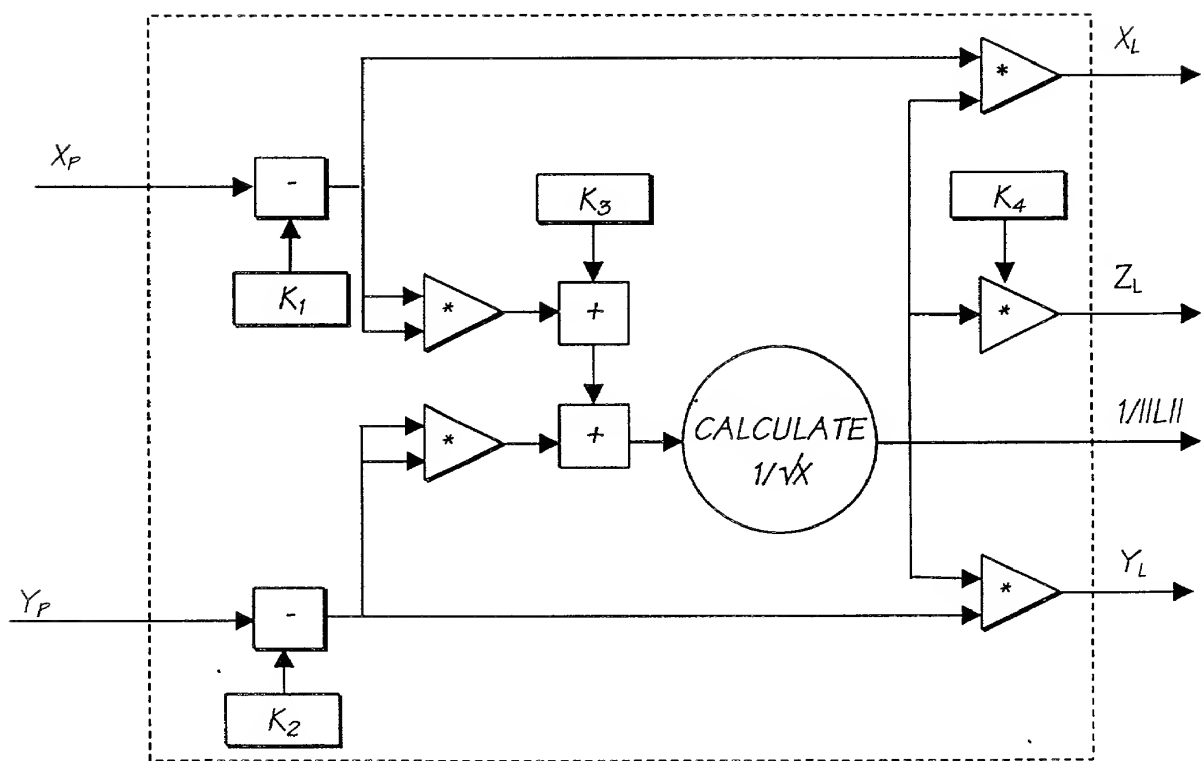 X_L
*
X_P
-
K_3
K_4
K_1
*
+
*
Z_L
*
+
CALCULATE
1/√X
1/||L||
Y_P
-
*
Y_L
K_2